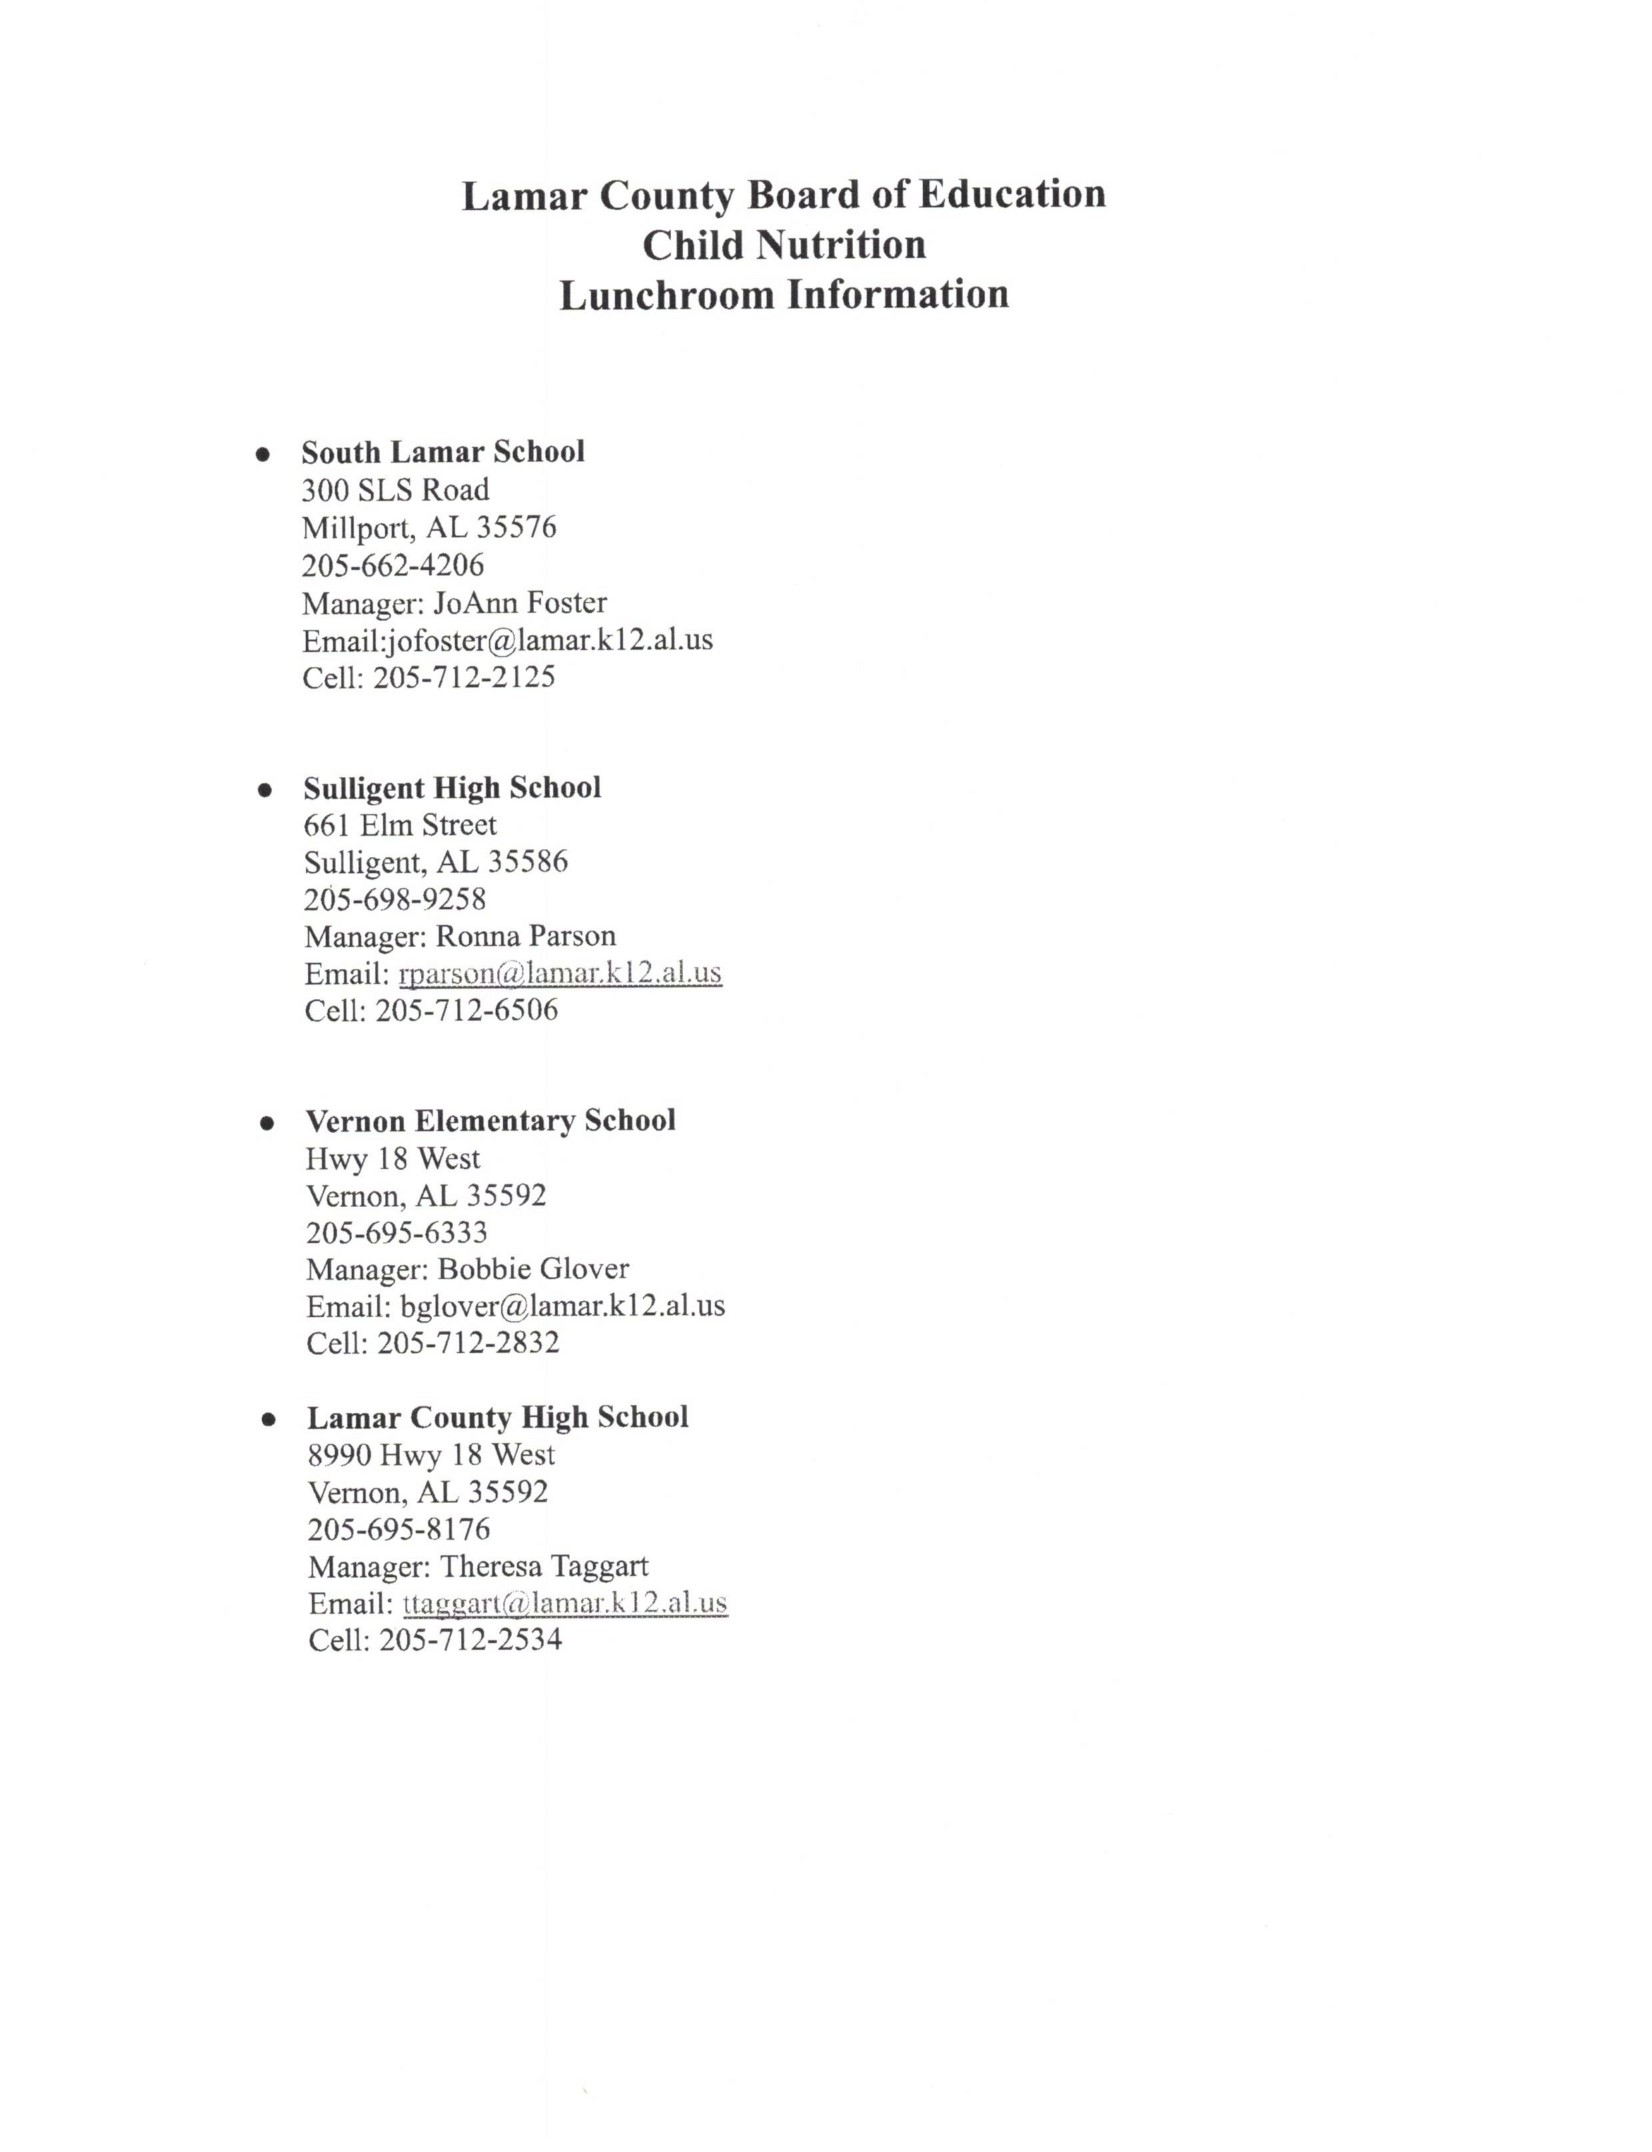 Lamar County Board of Education
Child Nutrition
Lunchroom Information
● South Lamar School
300 SLS Road
Millport, AL 35576
205-662-4206
Manager: JoAnn Foster
Email:jofoster@lamar.k12.al.us
Cell: 205-712-2125
● Sulligent High School
661 Elm Street
Sulligent, AL 35586
205-698-9258
Manager: Ronna Parson
Email: rparson@lamar.k12.al.us
Cell: 205-712-6506
● Vernon Elementary School
Hwy 18 West
Vernon, AL 35592
205-695-6333
Manager: Bobbie Glover
Email: bglover@lamar.k12.al.us
Cell: 205-712-2832
● Lamar County High School
8990 Hwy 18 West
Vernon, AL 35592
205-695-8176
Manager: Theresa Taggart
Email: ttaggart@lamar.k12.al.us
Cell: 205-712-2534